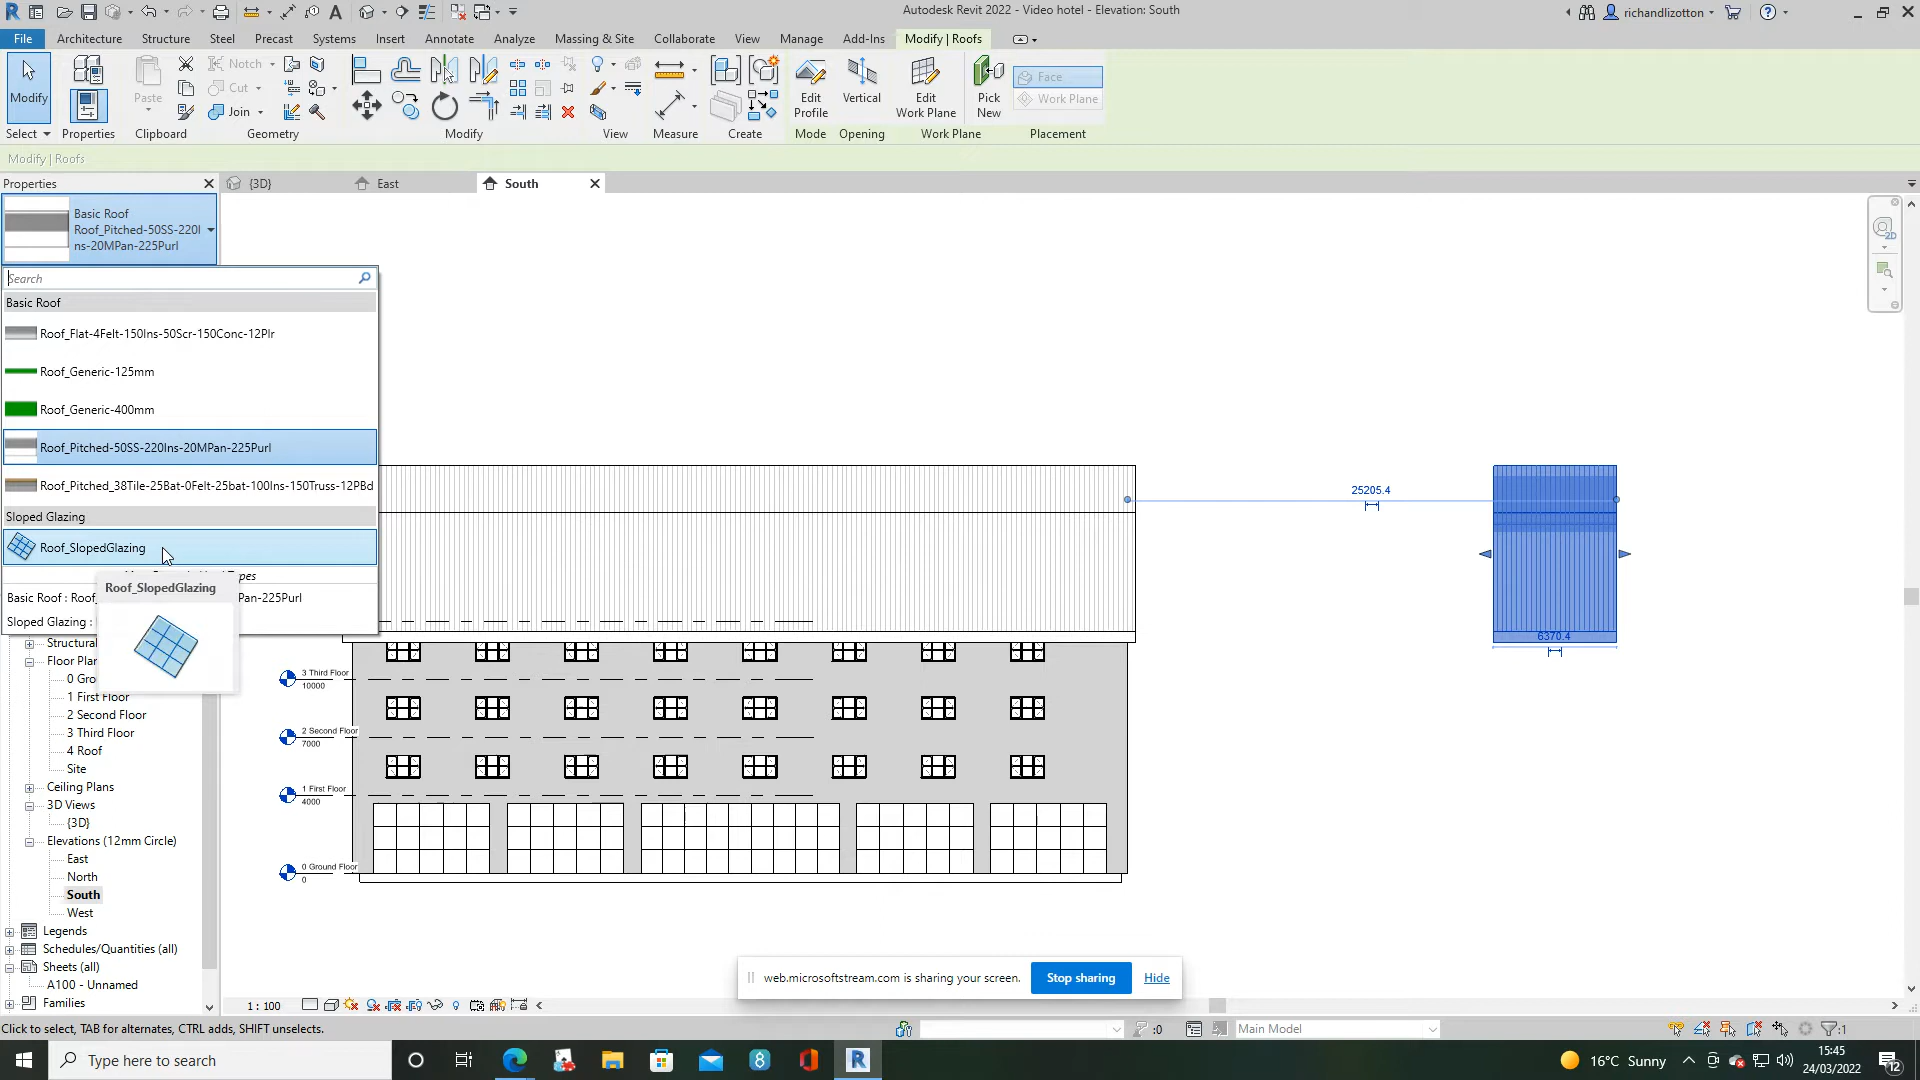 Autodesk Revit 2022 - Video hotel - Elevation: South
richandlizotton
File
Architecture
Structure
Steel
Precast
Systems
Insert
Annotate
Analyze
Massing & Site
Collaborate
View
Manage
Add-Ins
Modify | Roofs
Modify
Paste
Notch
Cut
Join
Edit
Profile
Vertical
Edit
Work Plane
Pick
New
Face
Work Plane
Select
Properties
Clipboard
Geometry
Modify
View
Measure
Create
Mode
Opening
Work Plane
Placement
Modify | Roofs
Properties
{3D}
East
South
Basic Roof
Roof_Pitched-50SS-220I
ns-20MPan-225Purl
Search
Basic Roof
Roof_Flat-4Felt-150Ins-50Scr-150Conc-12Plr
Roof_Generic-125mm
Roof_Generic-400mm
Roof_Pitched-50SS-220Ins-20MPan-225Purl
Roof_Pitched_38Tile-25Bat-0Felt-25bat-100Ins-150Truss-12PBd
Sloped Glazing
Roof_SlopedGlazing
ypes
Roof_SlopedGlazing
Basic Roof : Roof_
Pan-225Purl
Sloped Glazing :
Structural
Floor Plan
0 Gro
1 First Floor
2 Second Floor
3 Third Floor
4 Roof
Site
Ceiling Plans
3D Views
{3D}
Elevations (12mm Circle)
East
North
South
West
Legends
Schedules/Quantities (all)
Sheets (all)
A100 - Unnamed
Families
25205.4
6370.4
3 Third Floor
10000
2 Second Floor
7000
1 First Floor
4000
0 Ground Floor
0
2D
web.microsoftstream.com is sharing your screen.
Stop sharing
Hide
1 : 100
Click to select, TAB for alternates, CTRL adds, SHIFT unselects.
:0
Main Model
:1
Type here to search
16°C Sunny
15:45
24/03/2022
12